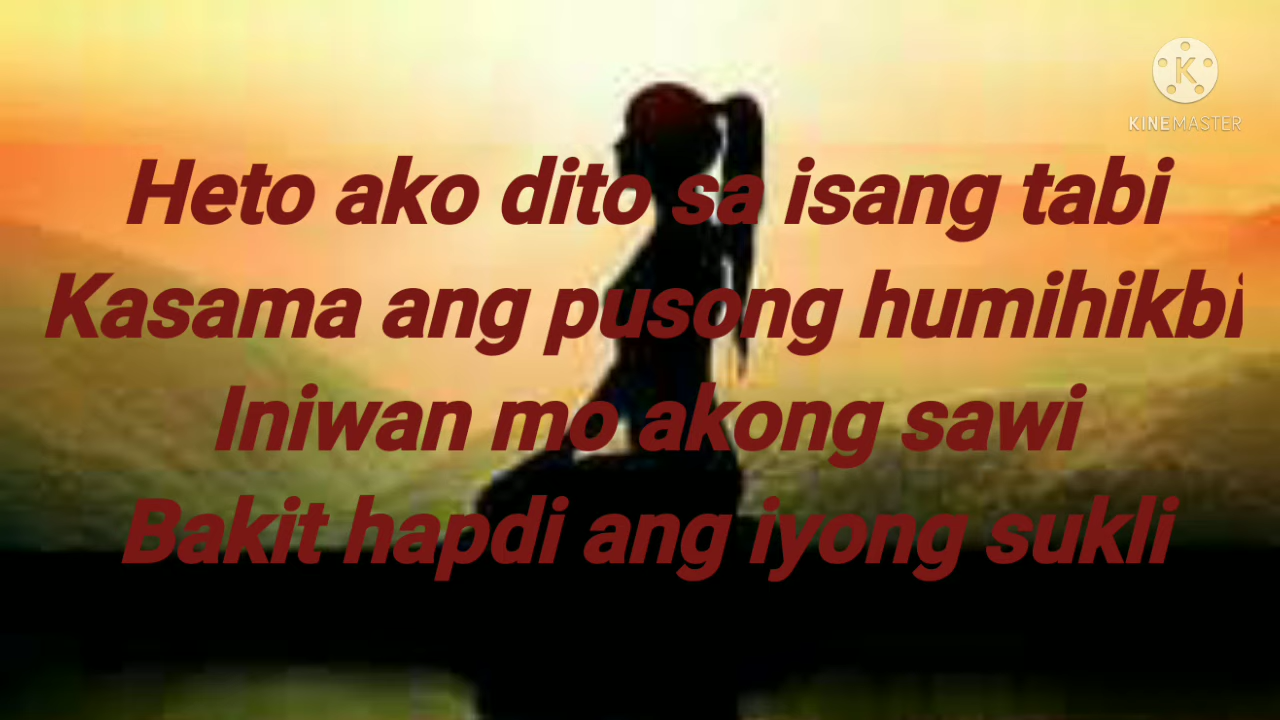 KINEMASTER
Heto ako dito sa isang tabi
Kasama ang pusong humihikbi
Iniwan mo akong sawi
Bakit hapdi ang iyong sukli